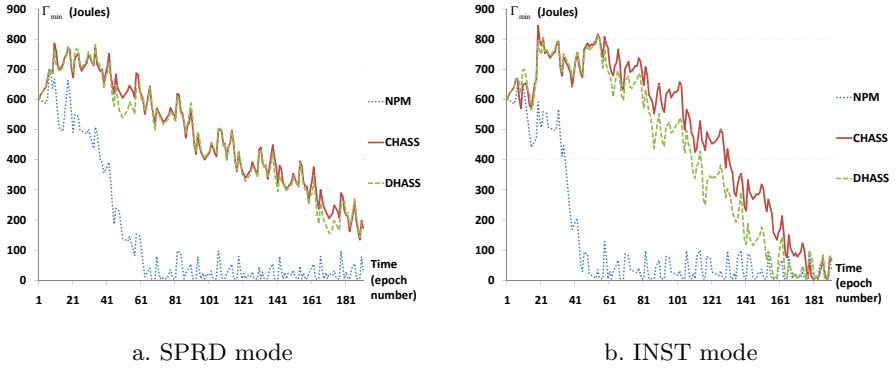 Γmin (Joules)
900
800
700
600
500
400
300
200
100
0
1 21 41 61 81 101 121 141 161 181
Time
(epoch
number)
NPM
CHASS
DHASS
a. SPRD mode
Γmin (Joules)
900
800
700
600
500
400
300
200
100
0
1 21 41 61 81 101 121 141 161 181
Time
(epoch
number)
NPM
CHASS
DHASS
b. INST mode